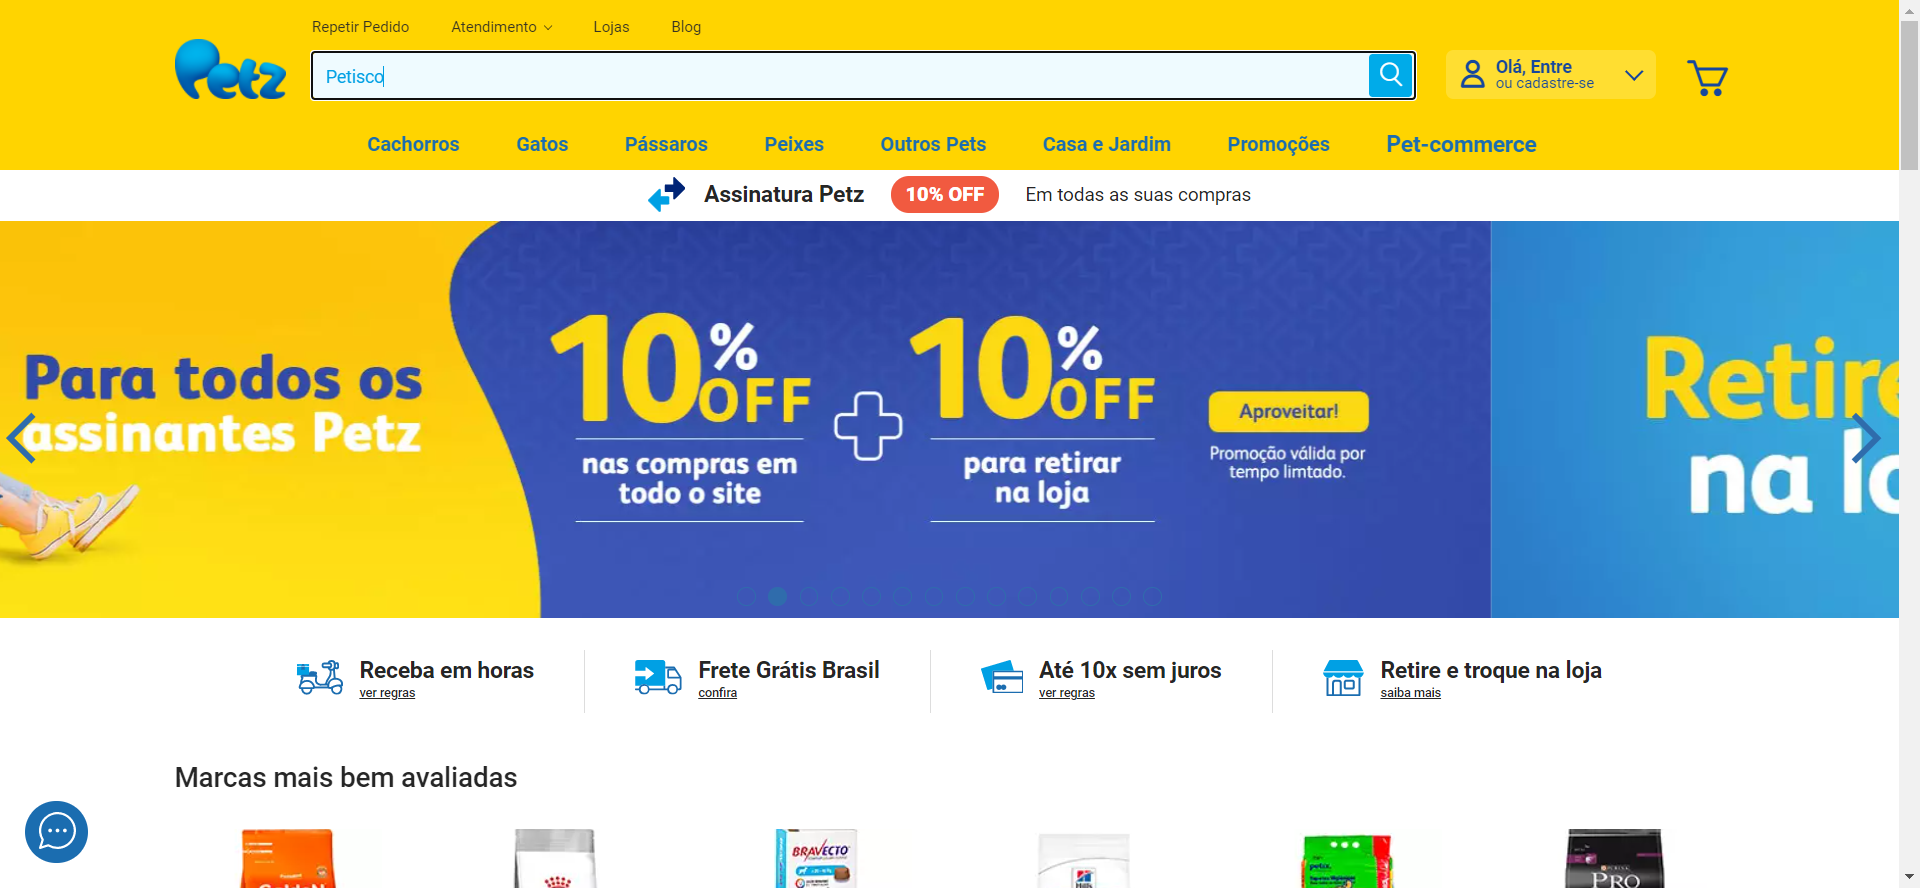 Repetir Pedido
Atendimento
Lojas
Blog
Petz
Petisco
Olá, Entre
ou cadastre-se
Cachorros
Gatos
Pássaros
Peixes
Outros Pets
Casa e Jardim
Promoções
Pet-commerce
Assinatura Petz
10% OFF
Em todas as suas compras
Para todos os
assinantes Petz
10% OFF
nas compras em
todo o site
10% OFF
para retirar
na loja
Aproveitar!
Promoção válida por
tempo limtado.
Retire
na lo
Receba em horas
ver regras
Frete Grátis Brasil
confira
Até 10x sem juros
ver regras
Retire e troque na loja
saiba mais
Marcas mais bem avaliadas
BRAVECTO
petix
Hill's
PURINA
PRO